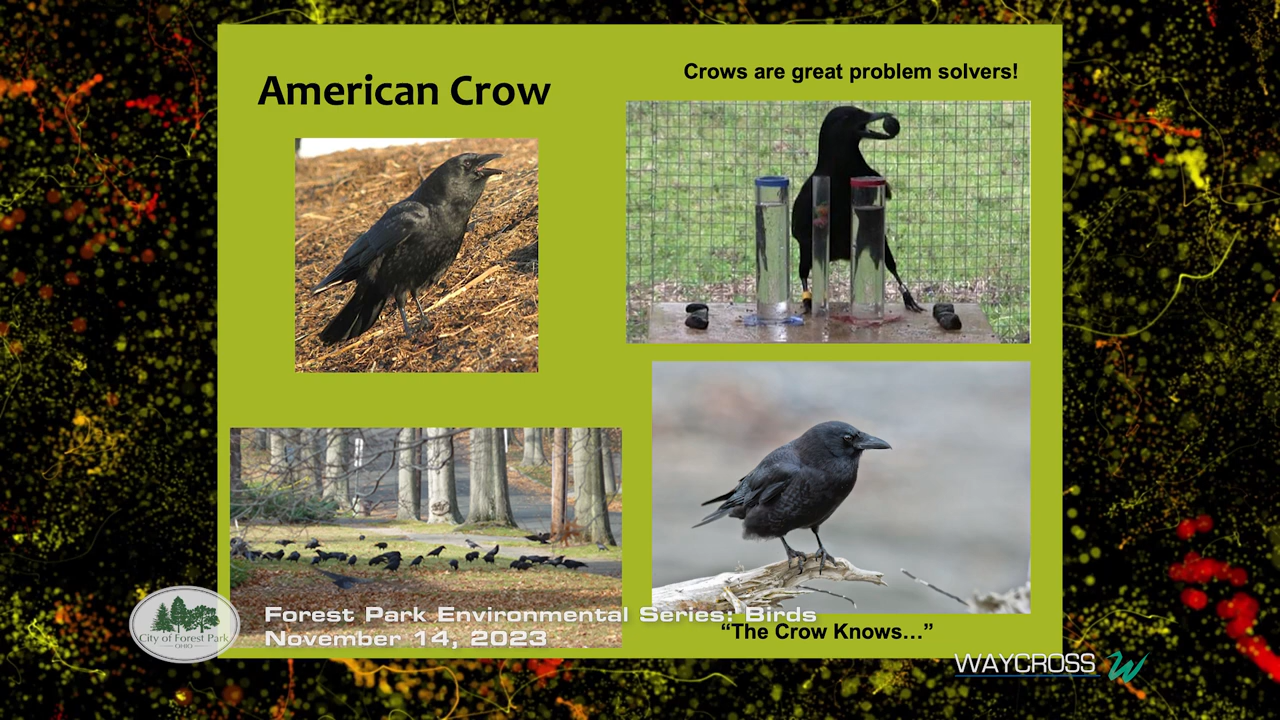 American Crow
Crows are great problem solvers!
"The Crow Knows..."
City of Forest Park
OHIO
Forest Park Environmental Series: Birds
November 14, 2023
WAYCROSS W